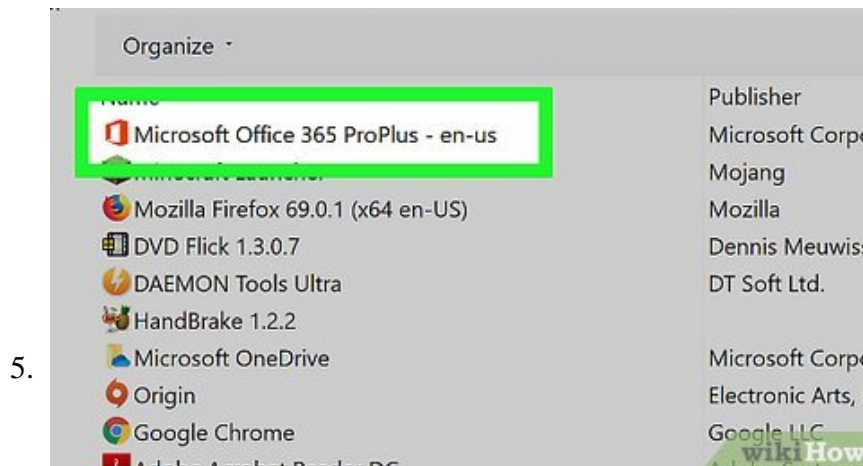 Organize
Publisher
Microsoft Office 365 ProPlus - en-us Microsoft Corpo
Mojang
Mozilla Firefox 69.0.1 (x64 en-US) Mozilla
DVD Flick 1.3.0.7 Dennis Meuwiss
DAEMON Tools Ultra DT Soft Ltd.
HandBrake 1.2.2
Microsoft OneDrive Microsoft Corpo
5.
Origin Electronic Arts,
Google Chrome Google LLC
wikiHow